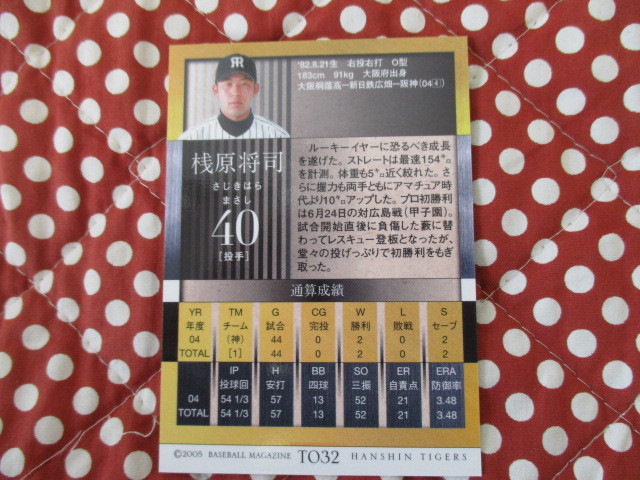 '82.8.21生 右投右打 O型
183cm 91kg 大阪府出身
大阪桐蔭高―新日鉄広畑―阪神(04④)
桟原将司
さじきはら
まさし
40
[投手]
ルーキーイヤーに恐るべき成長
を遂げた。ストレートは最速154㌔
を計測。体重も5㌔近く絞れた。さ
らに握力も両手ともにアマチュア時
代より10㌔アップした。プロ初勝利
は6月24日の対広島戦(甲子園)。
試合開始直後に負傷した藪に替
わってレスキュー登板となったが、
堂々の投げっぷりで初勝利をもぎ
取った。
通算成績
YR TM G CG W L S
年度 チーム 試合 完投 勝利 敗戦 セーブ
04 (神) 44 0 2 0 2
TOTAL [1] 44 0 2 0 2
IP H BB SO ER ERA
投球回 安打 四球 三振 自責点 防御率
04 54 1/3 57 13 52 21 3.48
TOTAL 54 1/3 57 13 52 21 3.48
©2005 BASEBALL MAGAZINE TO32 HANSHIN TIGERS